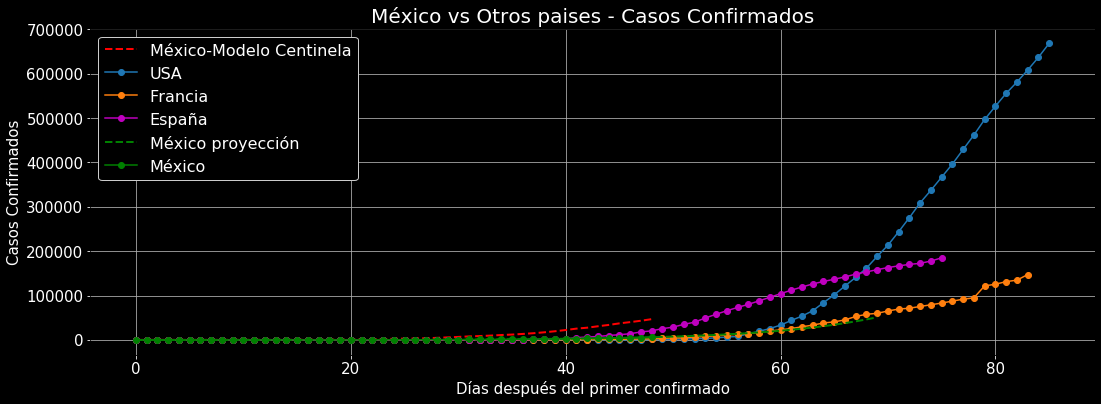 México vs Otros paises - Casos Confirmados
700000
600000
500000
400000
300000
200000
100000
0
Casos Confirmados
México-Modelo Centinela
USA
Francia
España
México proyección
México
0
20
40
60
80
Días después del primer confirmado